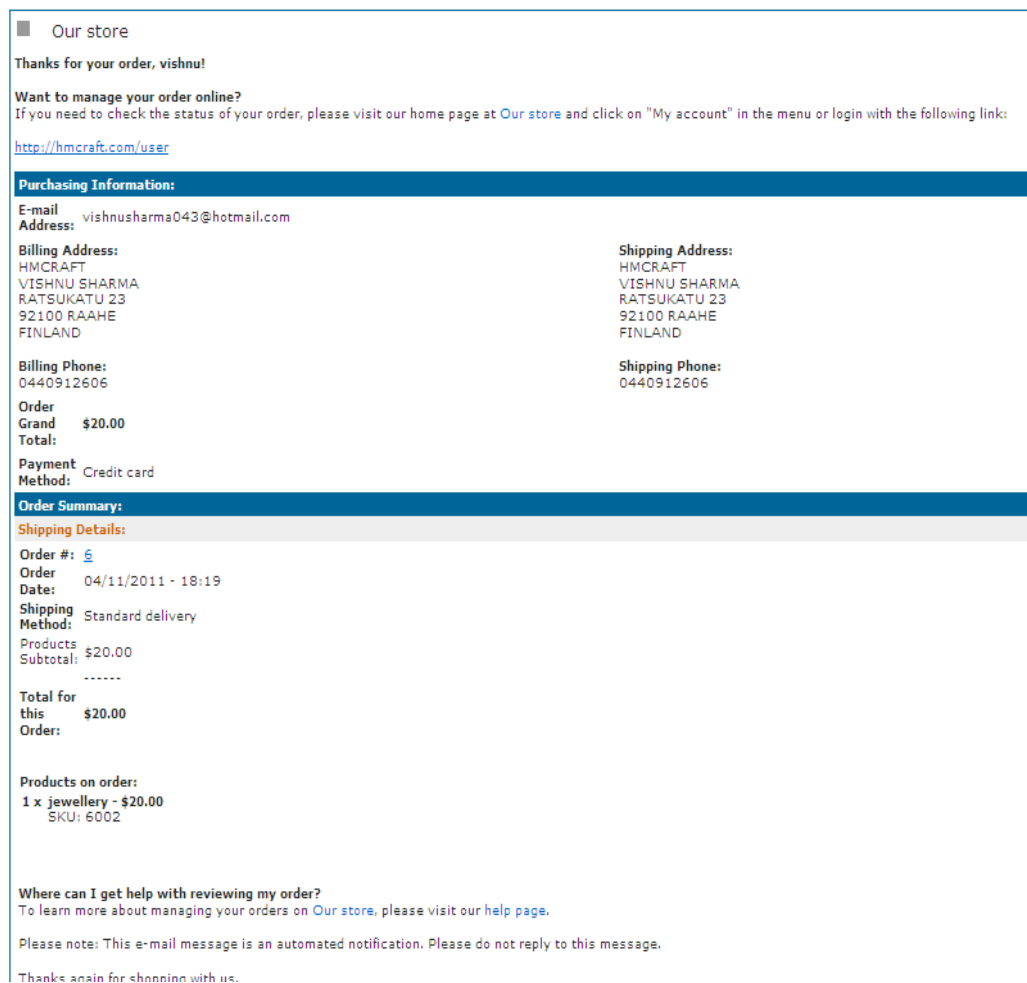 Our store
Thanks for your order, vishnu!
Want to manage your order online?
If you need to check the status of your order, please visit our home page at Our store and click on "My account" in the menu or login with the following link:
http://hmcraft.com/user
Purchasing Information:
E-mail
Address: vishnusharma043@hotmail.com
Billing Address:
HMCRAFT
VISHNU SHARMA
RATSUKATU 23
92100 RAAHE
FINLAND
Shipping Address:
HMCRAFT
VISHNU SHARMA
RATSUKATU 23
92100 RAAHE
FINLAND
Billing Phone:
0440912606
Shipping Phone:
0440912606
Order
Grand $20.00
Total:
Payment
Method: Credit card
Order Summary:
Shipping Details:
Order #: 6
Order
Date: 04/11/2011 - 18:19
Shipping
Method: Standard delivery
Products
Subtotal: $20.00
------
Total for
this $20.00
Order:
Products on order:
1 x jewellery - $20.00
SKU: 6002
Where can I get help with reviewing my order?
To learn more about managing your orders on Our store, please visit our help page.
Please note: This e-mail message is an automated notification. Please do not reply to this message.
Thanks again for shopping with us.